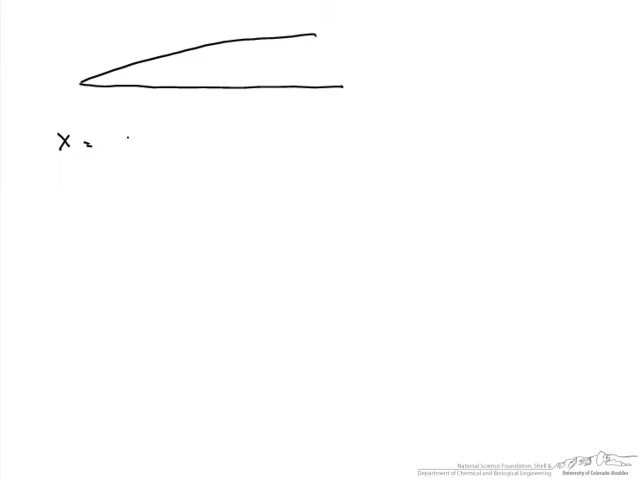 X =
National Science Foundation, Shell &
Department of Chemical and Biological Engineering
University of Colorado-Boulder